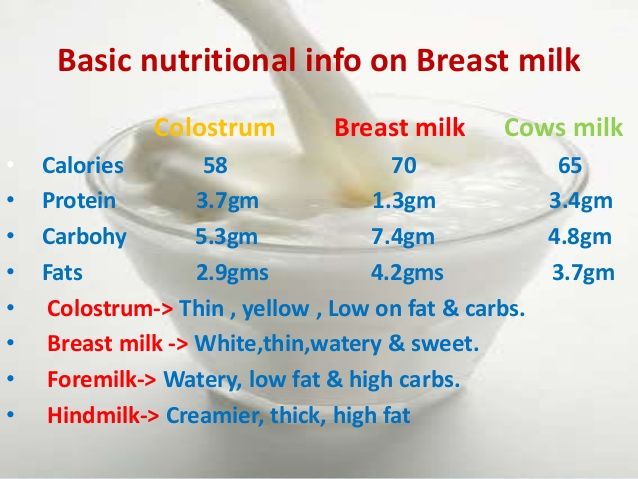 Basic nutritional info on Breast milk
Colostrum Breast milk Cows milk
• Calories 58 70 65
• Protein 3.7gm 1.3gm 3.4gm
• Carbohy 5.3gm 7.4gm 4.8gm
• Fats 2.9gms 4.2gms 3.7gm
• Colostrum-> Thin , yellow , Low on fat & carbs.
• Breast milk -> White,thin,watery & sweet.
• Foremilk-> Watery, low fat & high carbs.
• Hindmilk-> Creamier, thick, high fat